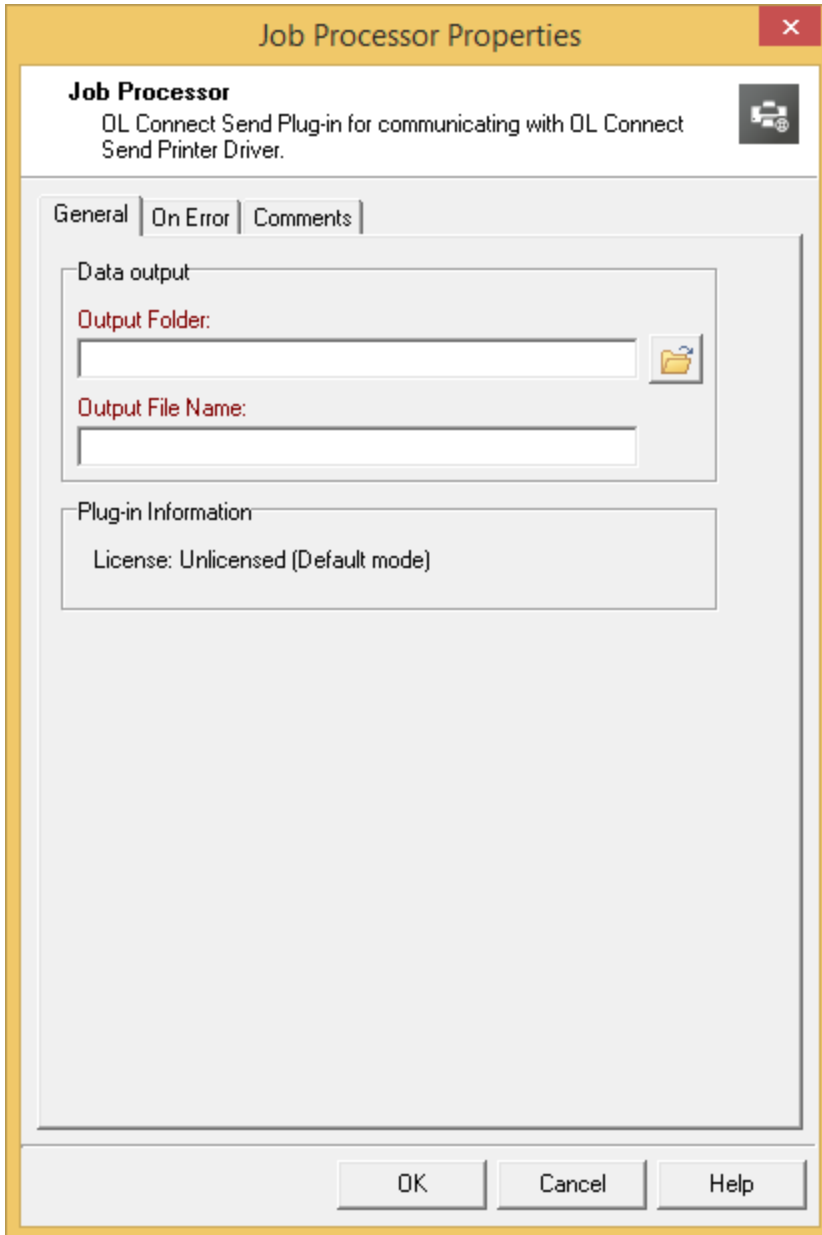 Job Processor Properties
Job Processor
OL Connect Send Plug-in for communicating with OL Connect
Send Printer Driver.
General
On Error
Comments
Data output
Output Folder:
Output File Name:
Plug-in Information
License: Unlicensed (Default mode)
OK
Cancel
Help